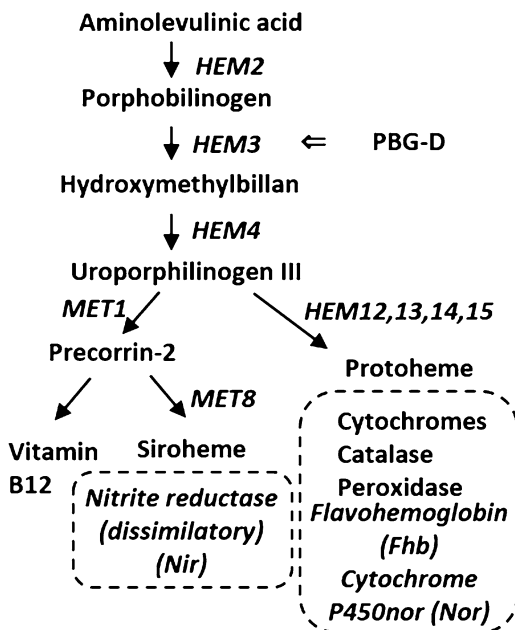 Aminolevulinic acid
HEM2
Porphobilinogen
HEM3 ⇐ PBG-D
Hydroxymethylbillan
HEM4
Uroporphilinogen III
MET1
HEM12,13,14,15
Precorrin-2
Protoheme
MET8
Vitamin
B12
Siroheme
Nitrite reductase
(dissimilatory)
(Nir)
Cytochromes
Catalase
Peroxidase
Flavohemoglobin
(Fhb)
Cytochrome
P450nor (Nor)